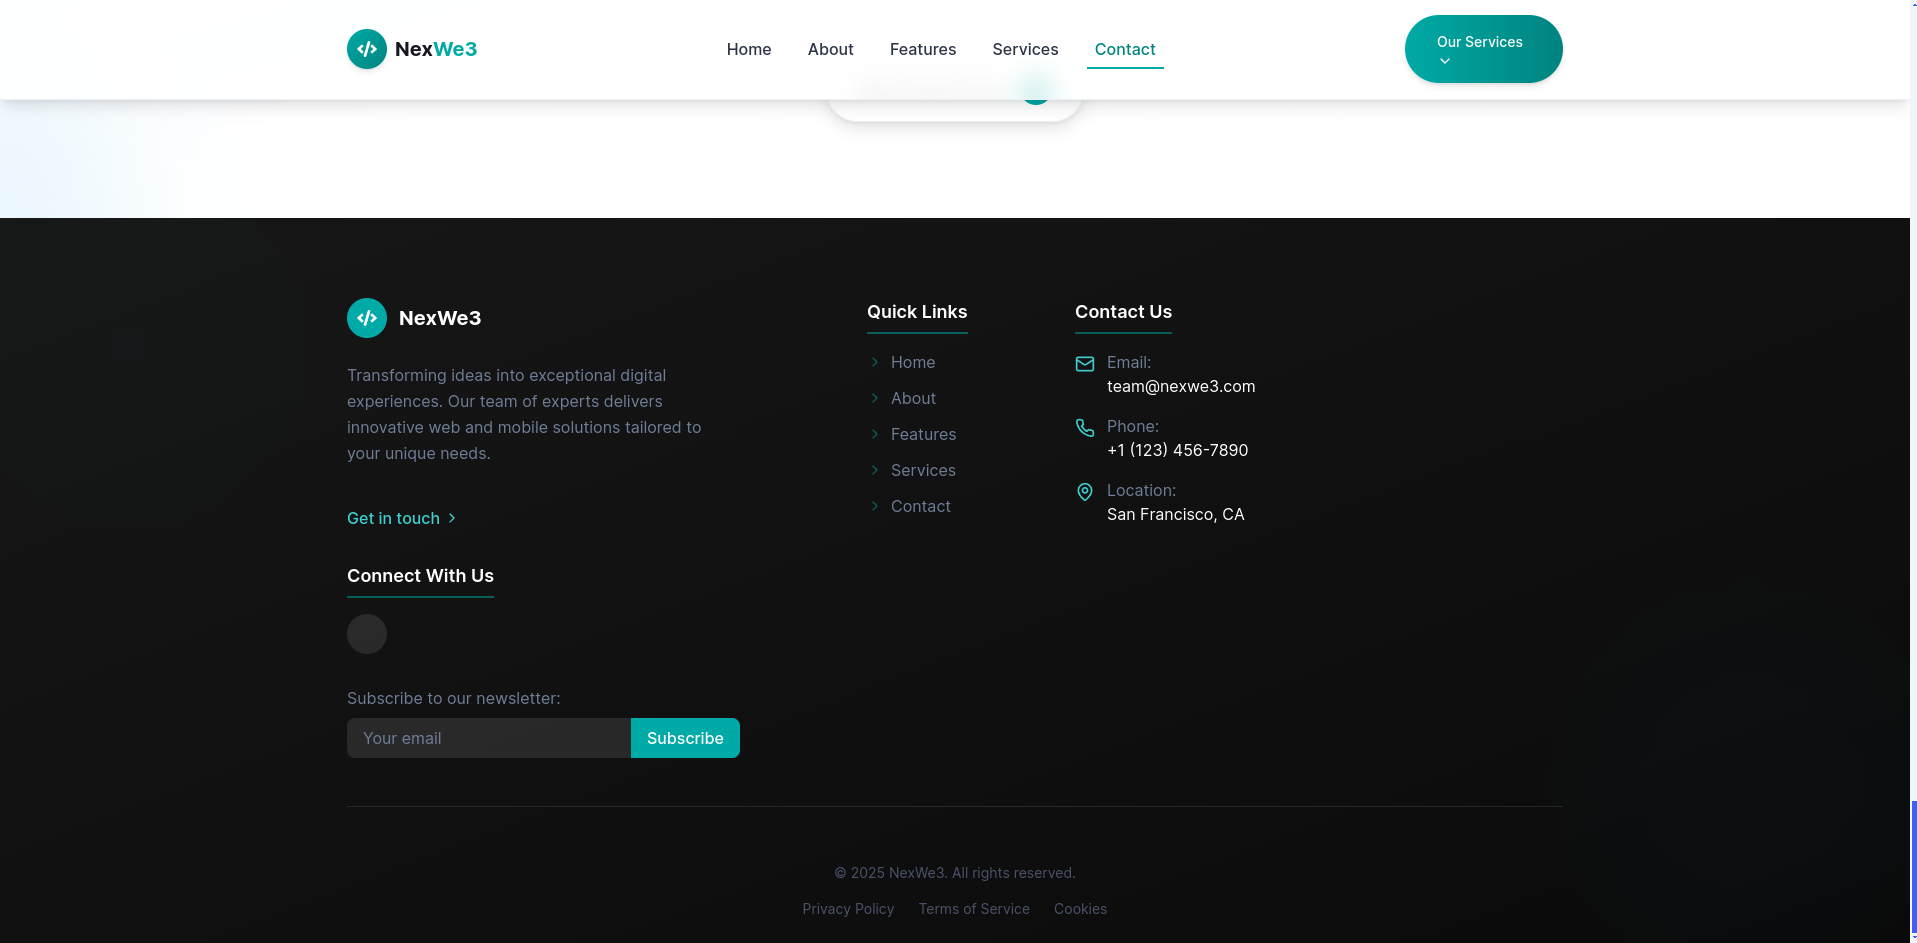 NexWe3
Home About Features Services Contact
Our Services
NexWe3
Transforming ideas into exceptional digital
experiences. Our team of experts delivers
innovative web and mobile solutions tailored to
your unique needs.
Get in touch
Connect With Us
Subscribe to our newsletter:
Your email Subscribe
Quick Links
Home
About
Features
Services
Contact
Contact Us
Email:
team@nexwe3.com
Phone:
+1 (123) 456-7890
Location:
San Francisco, CA
© 2025 NexWe3. All rights reserved.
Privacy Policy Terms of Service Cookies